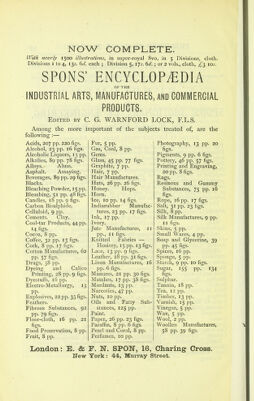 NOW COMPLETE.
With nearly 1500 illustrations, in super-royal 8vo, in 5 Divisions, cloth.
Divisions 1 to 4, 13s. 6d. each; Division 5, 17s. 6d.; or 2 vols., cloth, £3 10s.
SPONS' ENCYCLOPÆDIA
OF THE
INDUSTRIAL ARTS, MANUFACTURES, AND COMMERCIAL
PRODUCTS.
EDITED BY C. G. WARNFORD LOCK, F.L.S.
Among the more important of the subjects treated of, are the
following :—
Acids, 207 pp. 220 figs.
Alcohol, 23 pp. 16 figs.
Alcoholic Liquors, 13 pp.
Alkalies, 89 pp. 78 figs.
Alloys. Alum.
Asphalt. Assaying.
Beverages, 89 pp. 29 figs.
Blacks.
Bleaching Powder, 15 pp.
Bleaching, 51 pp. 48 figs.
Candles, 18 pp. 9 figs.
Carbon Bisulphide.
Celluloid, 9 pp.
Cements. Clay.
Coal-tar Products, 44 pp.
14 figs.
Cocoa, 8 pp.
Coffee, 32 pp. 13 figs.
Cork, 8 pp. 17 figs.
Cotton Manufactures, 62
pp. 57 figs.
Drugs, 38 pp.
Dyeing and Calico
Printing, 28 pp. 9 figs.
Dyestuffs, 16 pp.
Electro-Metallurgy, 13
pp.
Explosives, 22 pp. 33 figs.
Feathers.
Fibrous Substances, 92
pp. 79 figs.
Floor-cloth, 16 pp. 21
figs.
Food Preservation, 8 pp.
Fruit, 8 pp.
Fur, 5 pp.
Gas, Coal, 8 pp.
Gems.
Glass, 45 pp. 77 figs.
Graphite, 7 pp.
Hair, 7 pp.
Hair Manufactures.
Hats, 26 pp. 26 figs.
Honey. Hops.
Horn.
Ice, 10 pp. 14 figs.
Indiarubber Manufac-
tures, 23 pp. 17 figs.
Ink, 17 pp.
Ivory.
Jute Manufactures, 11
pp., 11 figs.
Knitted Fabrics —
Hosiery, 15 pp. 13 figs.
Lace, 13 pp. 9 figs.
Leather, 28 pp. 31 figs.
Linen Manufactures, 16
pp. 6 figs.
Manures, 21 pp. 30 figs.
Matches, 17 pp. 38 figs.
Mordants, 13 pp.
Narcotics, 47 pp.
Nuts, 10 pp.
Oils and Fatty Sub-
stances, 125 pp.
Paint.
Paper, 26 pp. 23 figs.
Paraffin, 8 pp. 6 figs.
Pearl and Coral, 8 pp.
Perfumes, 10 pp.
Photography, 13 pp. 20
figs.
Pigments, 9 pp. 6 figs.
Pottery, 46 pp. 57 figs.
Printing and Engraving,
20 pp. 8 figs.
Rags.
Resinous and Gummy
Substances, 75 pp. 16
figs.
Rope, 16 pp. 17 figs.
Salt, 31 pp. 23 figs.
Silk, 8 pp.
Silk Manufactures, 9 pp.
11 figs.
Skins, 5 pp.
Small Wares, 4 pp.
Soap and Glycerine, 39
pp. 45 figs.
Spices, 16 pp.
Sponge, 5 pp.
Starch, 9 pp. 10 figs.
Sugar, 155 pp. 134
figs.
Sulphur.
Tannin, 18 pp.
Tea, 12 pp.
Timber, 13 pp.
Varnish, 15 pp.
Vinegar, 5 pp.
Wax, 5 pp.
Wool, 2 pp.
Woollen Manufactures,
58 pp. 39 figs.
London: E. & F. N. SPON, 16, Charing Cross.
New York: 44, Murray Street.